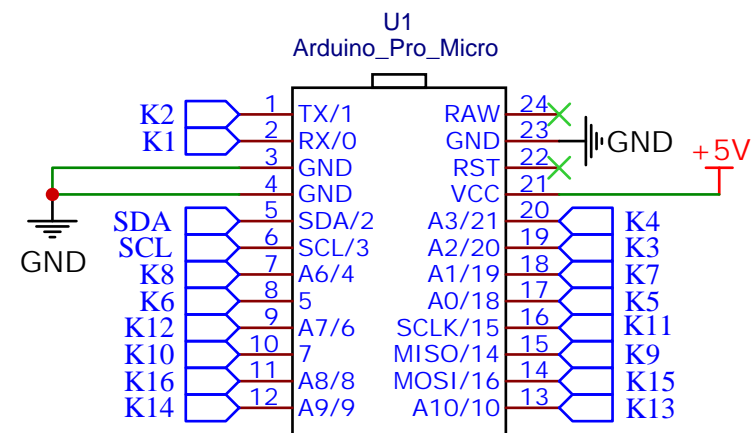 U1
Arduino_Pro_Micro
K2 1 TX/1 RAW 24
K1 2 RX/0 GND 23 GND
3 GND RST 22 +5V
4 GND VCC 21
SDA 5 SDA/2 A3/21 20 K4
GND SCL 6 SCL/3 A2/20 19 K3
K8 7 A6/4 A1/19 18 K7
K6 8 5 A0/18 17 K5
K12 9 A7/6 SCLK/15 16 K11
K10 10 7 MISO/14 15 K9
K16 11 A8/8 MOSI/16 14 K15
K14 12 A9/9 A10/10 13 K13